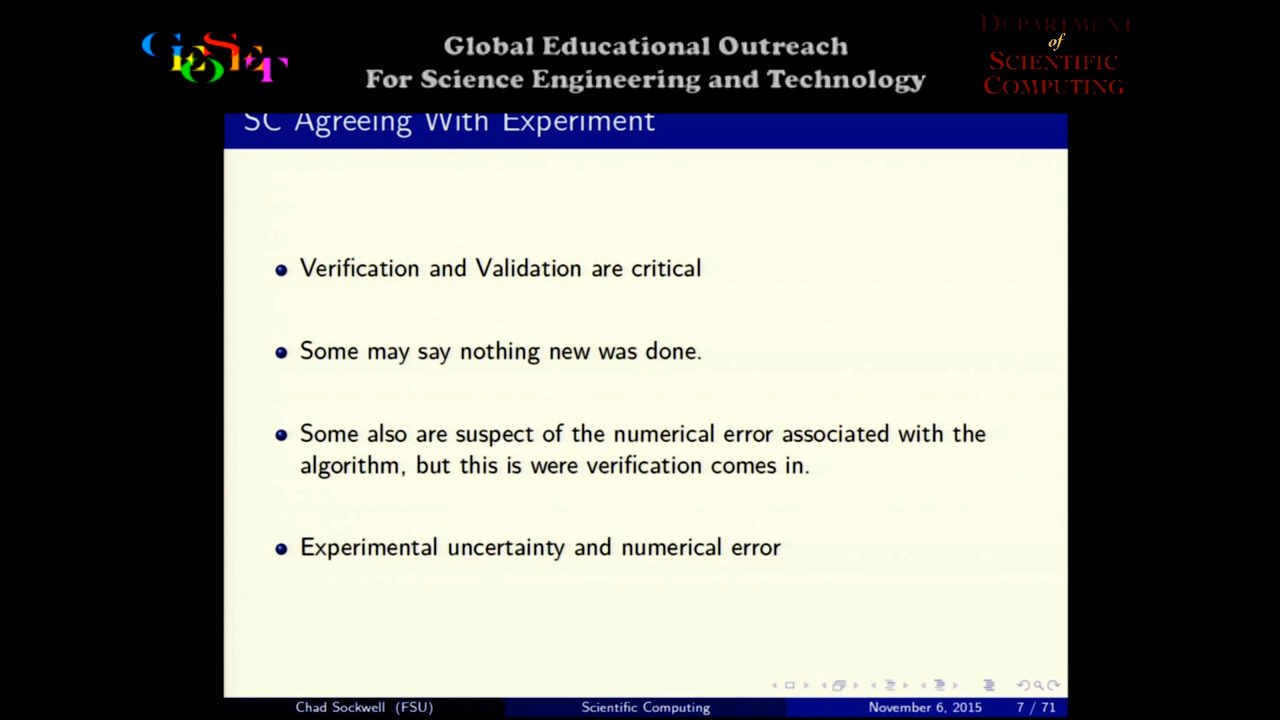 GEOSET
Global Educational Outreach
For Science Engineering and Technology
DEPARTMENT
of
SCIENTIFIC
COMPUTING
SC Agreeing With Experiment
Verification and Validation are critical
Some may say nothing new was done.
Some also are suspect of the numerical error associated with the
algorithm, but this is were verification comes in.
Experimental uncertainty and numerical error
Chad Sockwell (FSU) Scientific Computing November 6, 2015 7 / 71